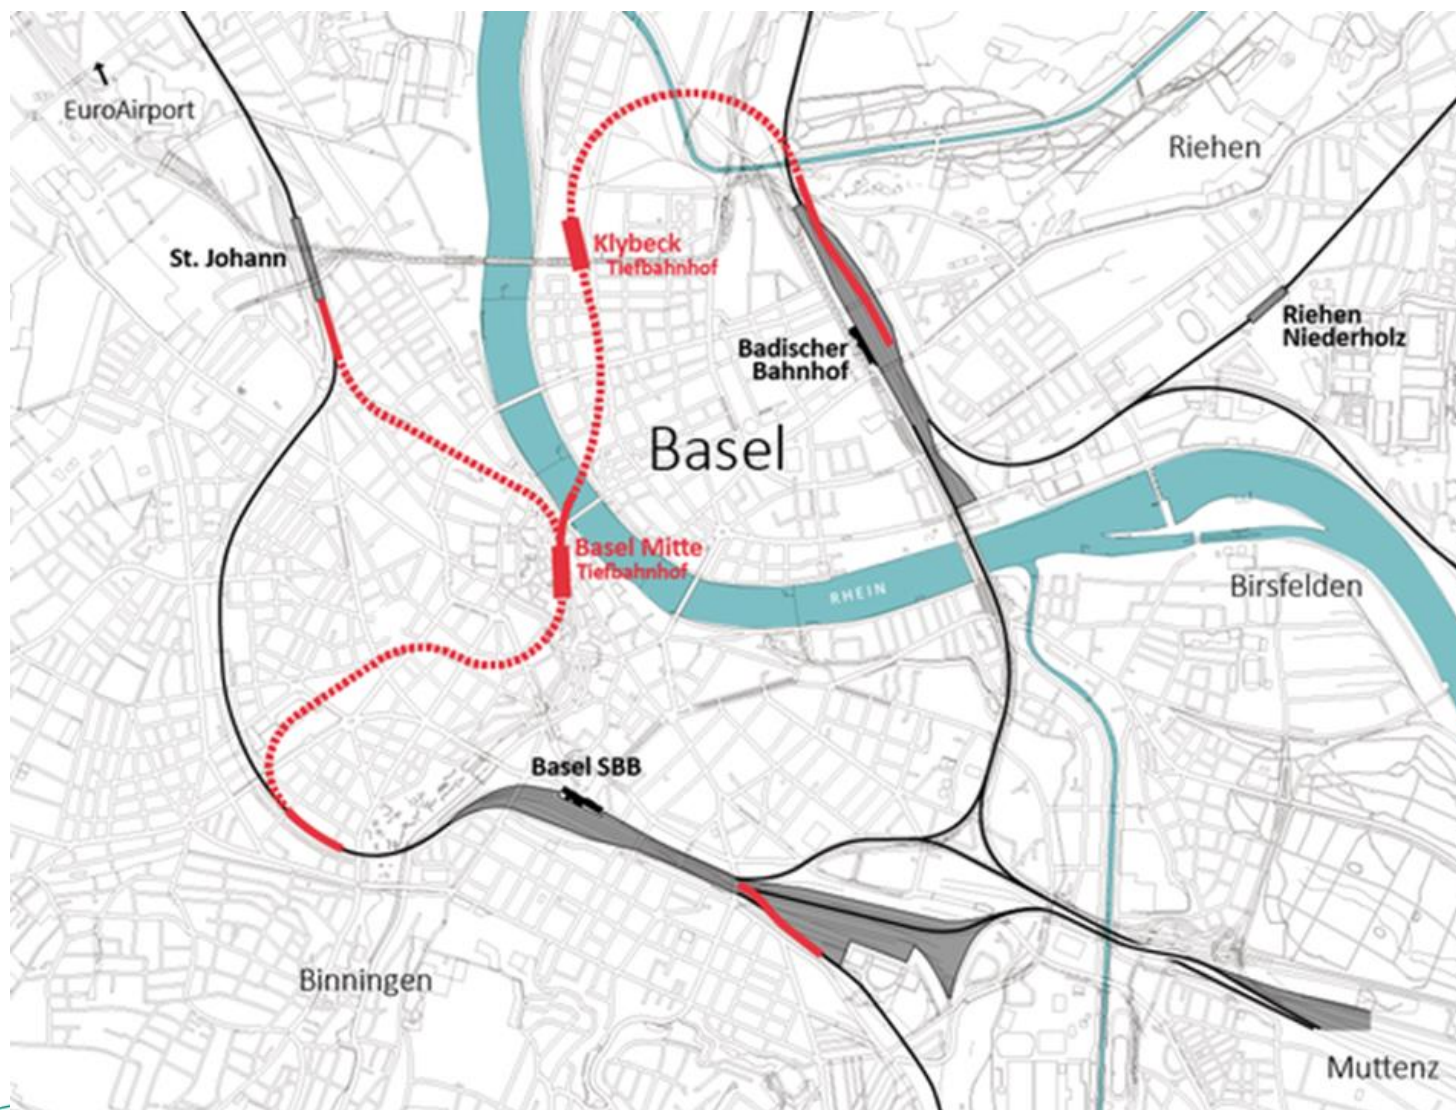 EuroAirport
Riehen
St. Johann
Klybeck
Tiefbahnhof
Riehen
Niederholz
Badischer
Bahnhof
Basel
Basel Mitte
Tiefbahnhof
RHEIN
Birsfelden
Basel SBB
Binningen
Muttenz